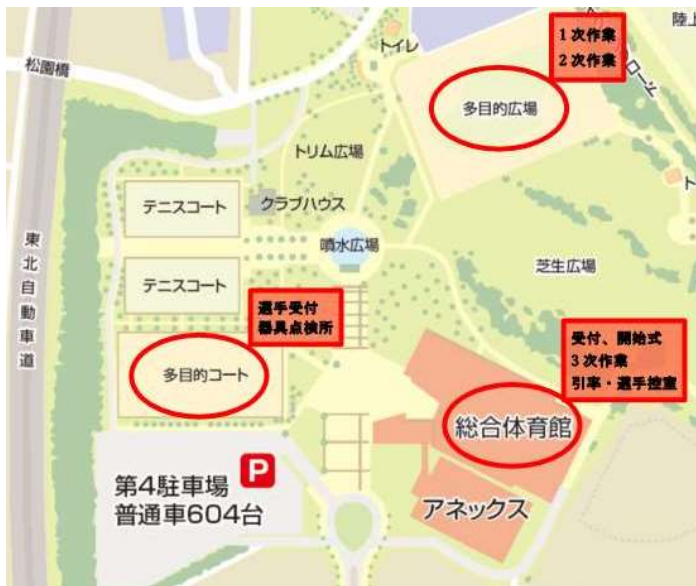 陸上
1次作業
2次作業
トイレ
松園橋
多目的広場
トリム広場
テニスコート
クラブハウス
噴水広場
東北自動車道
芝生広場
テニスコート
選手受付
器具点検所
受付、開始式
3次作業
引率・選手控室
多目的コート
総合体育館
第4駐車場
普通車604台
P
アネックス